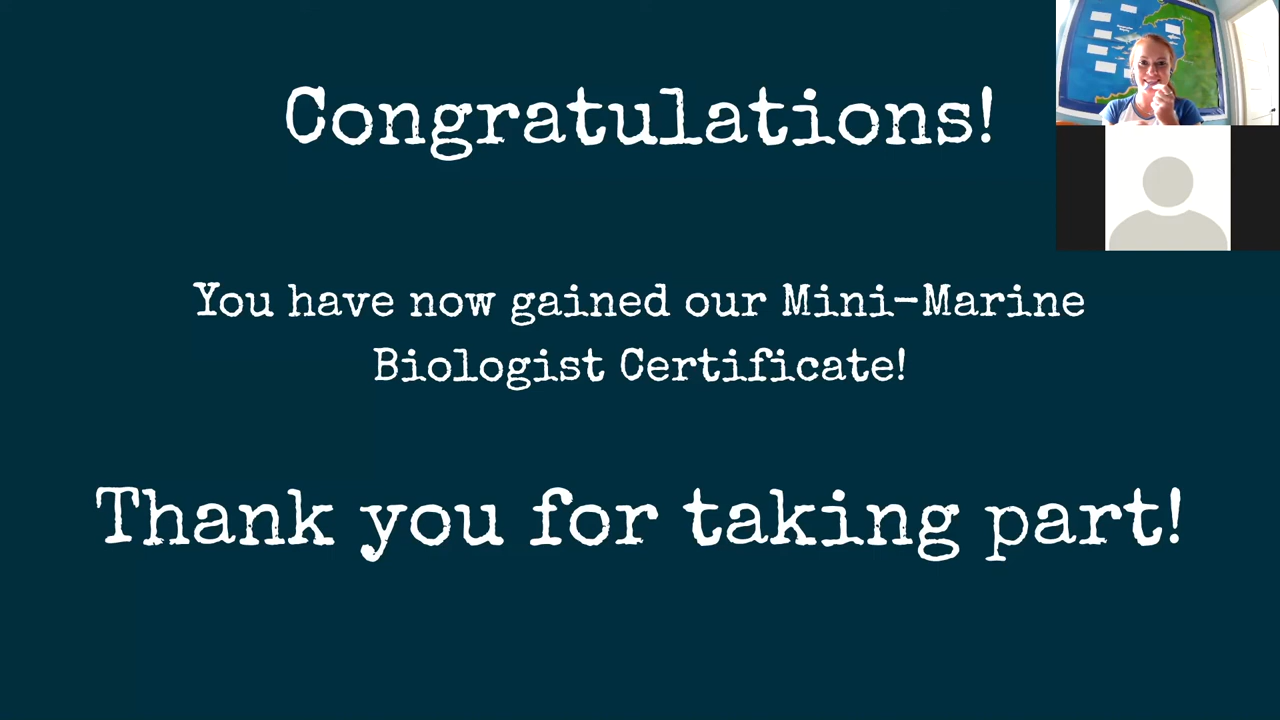 Congratulations!
You have now gained our Mini-Marine
Biologist Certificate!
Thank you for taking part!